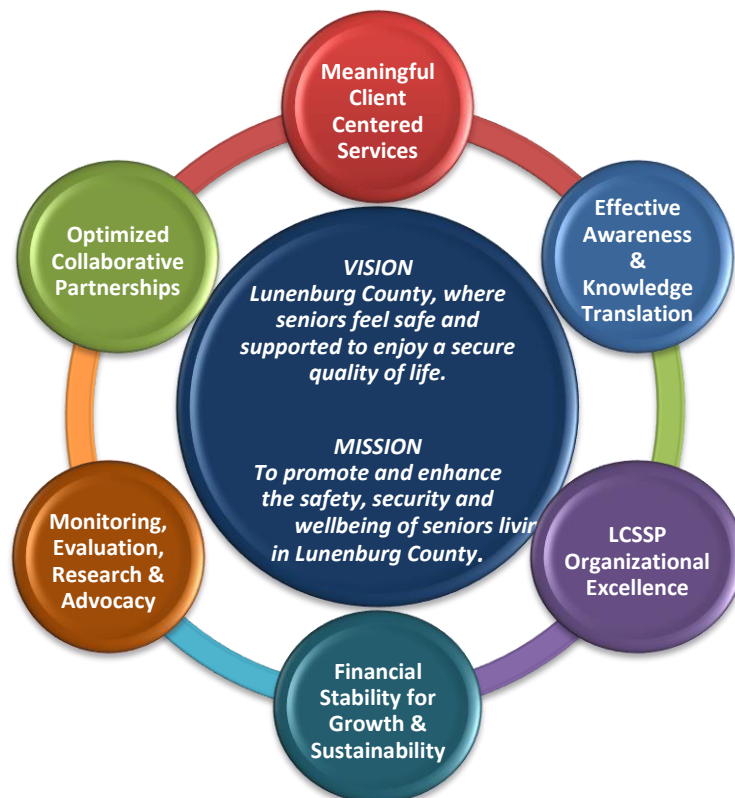 Meaningful
Client
Centered
Services
Effective
Awareness
&
Knowledge
Translation
LCSSP
Organizational
Excellence
Financial
Stability for
Growth &
Sustainability
Monitoring,
Evaluation,
Research &
Advocacy
Optimized
Collaborative
Partnerships
VISION
Lunenburg County, where
seniors feel safe and
supported to enjoy a secure
quality of life.
MISSION
To promote and enhance
the safety, security and
wellbeing of seniors livin
in Lunenburg County.